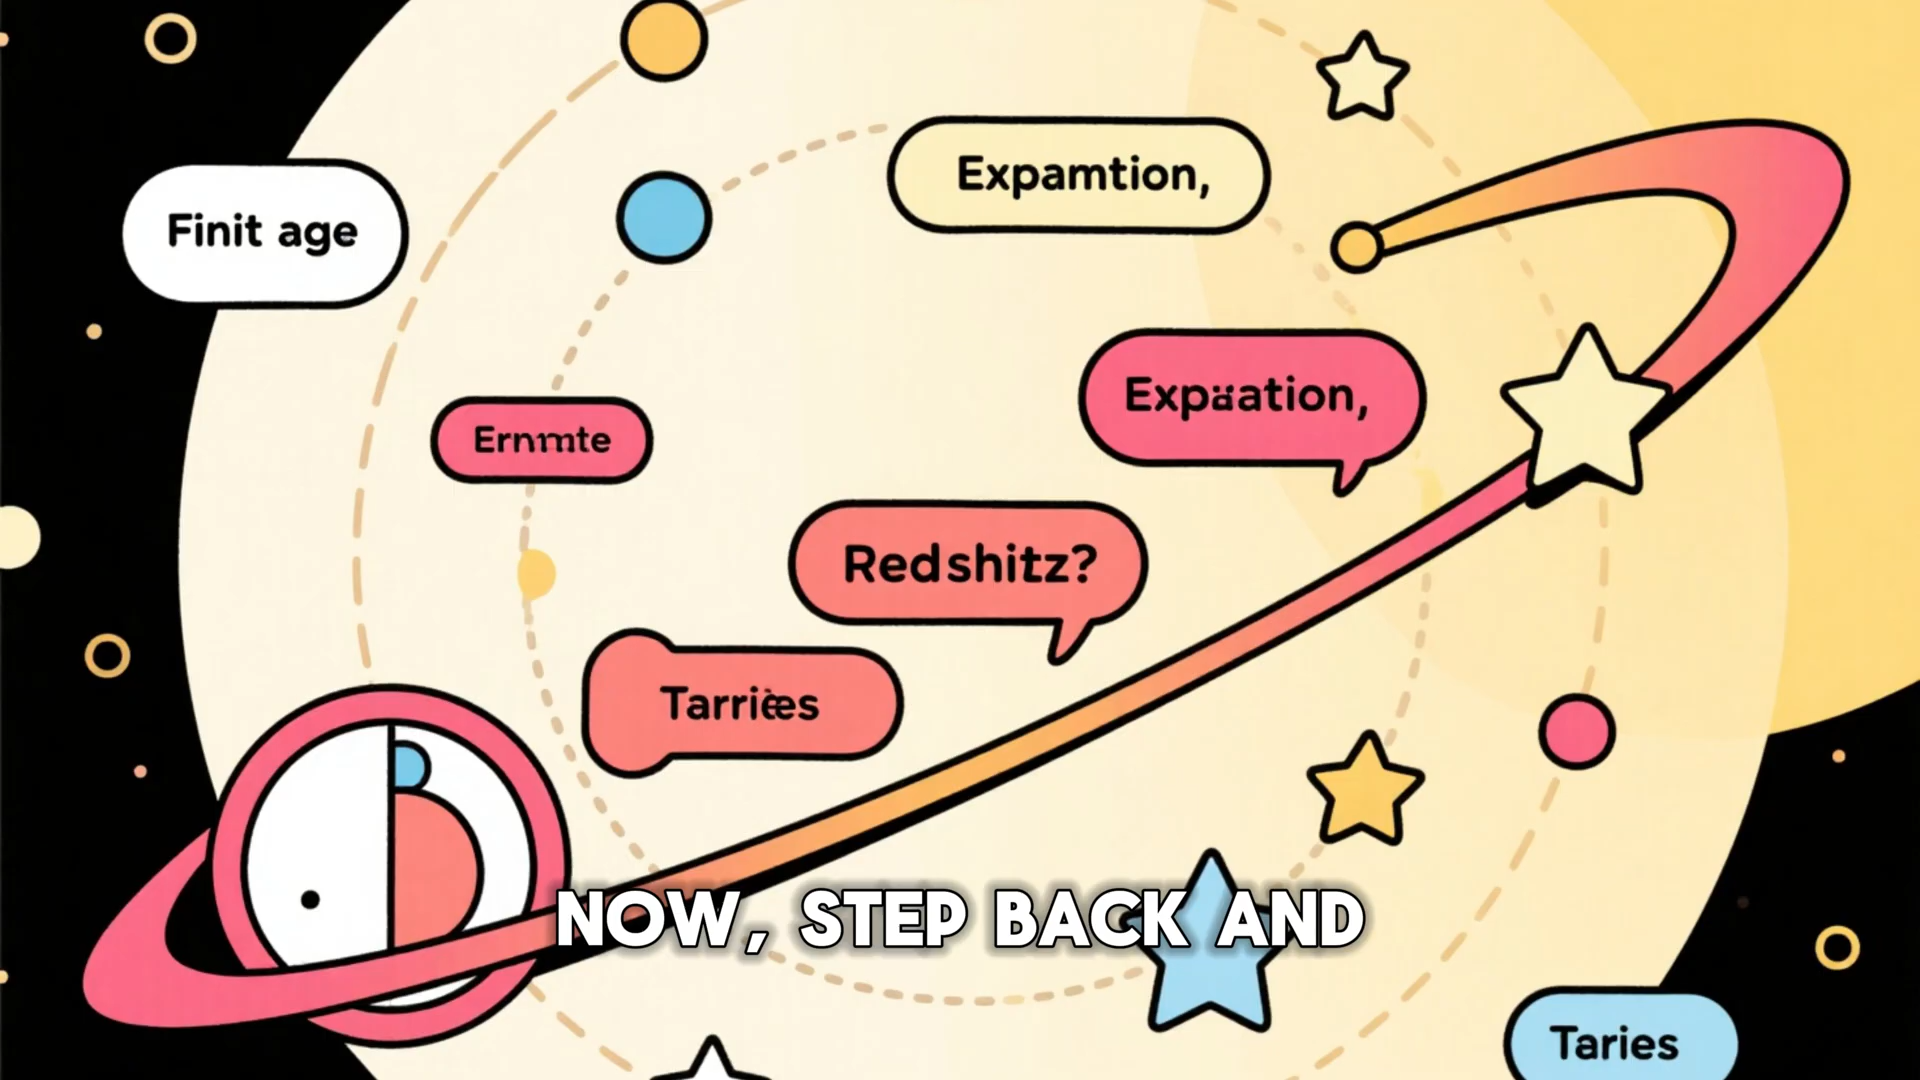 Finit age
Expamtion,
Ernmte
Redshitz?
Tarries
NOW, STEP BACK AND
Taries